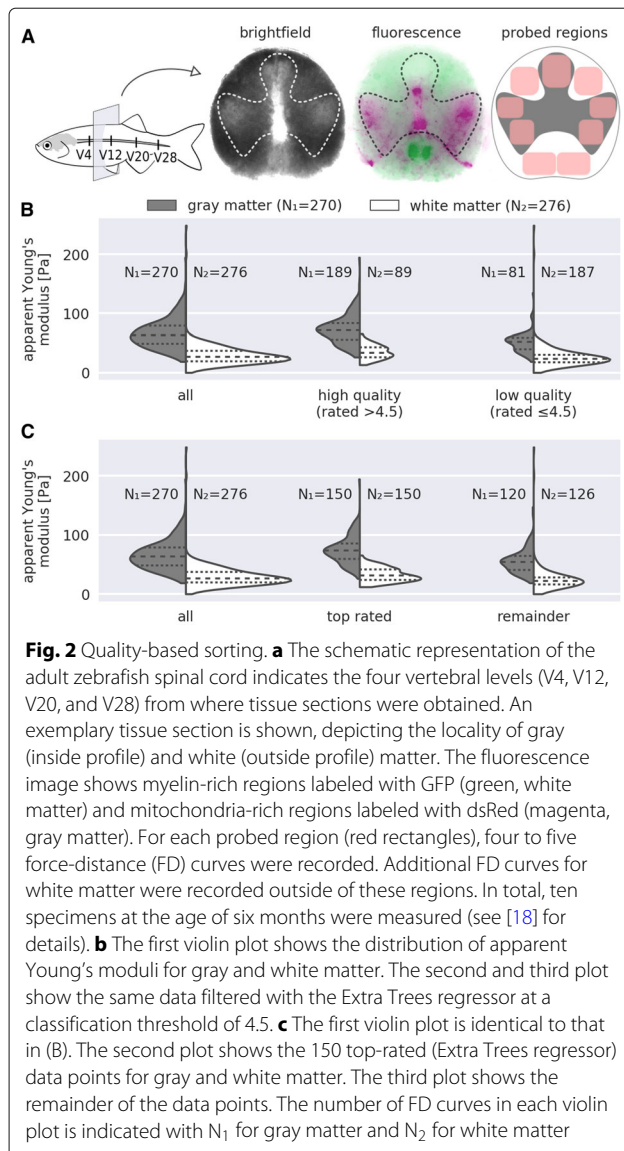 A
brightfield fluorescence probed regions
V4 V12 V20 V28
B
gray matter (N₁=270) white matter (N₂=276)
apparent Young's
modulus [Pa]
200
100
0
N₁=270 N₂=276 N₁=189 N₂=89 N₁=81 N₂=187
all high quality
(rated >4.5) low quality
(rated ≤4.5)
C
apparent Young's
modulus [Pa]
200
100
0
N₁=270 N₂=276 N₁=150 N₂=150 N₁=120 N₂=126
all top rated remainder
Fig. 2 Quality-based sorting. a The schematic representation of the
adult zebrafish spinal cord indicates the four vertebral levels (V4, V12,
V20, and V28) from where tissue sections were obtained. An
exemplary tissue section is shown, depicting the locality of gray
(inside profile) and white (outside profile) matter. The fluorescence
image shows myelin-rich regions labeled with GFP (green, white
matter) and mitochondria-rich regions labeled with dsRed (magenta,
gray matter). For each probed region (red rectangles), four to five
force-distance (FD) curves were recorded. Additional FD curves for
white matter were recorded outside of these regions. In total, ten
specimens at the age of six months were measured (see [18] for
details). b The first violin plot shows the distribution of apparent
Young's moduli for gray and white matter. The second and third plot
show the same data filtered with the Extra Trees regressor at a
classification threshold of 4.5. c The first violin plot is identical to that
in (B). The second plot shows the 150 top-rated (Extra Trees regressor)
data points for gray and white matter. The third plot shows the
remainder of the data points. The number of FD curves in each violin
plot is indicated with N₁ for gray matter and N₂ for white matter